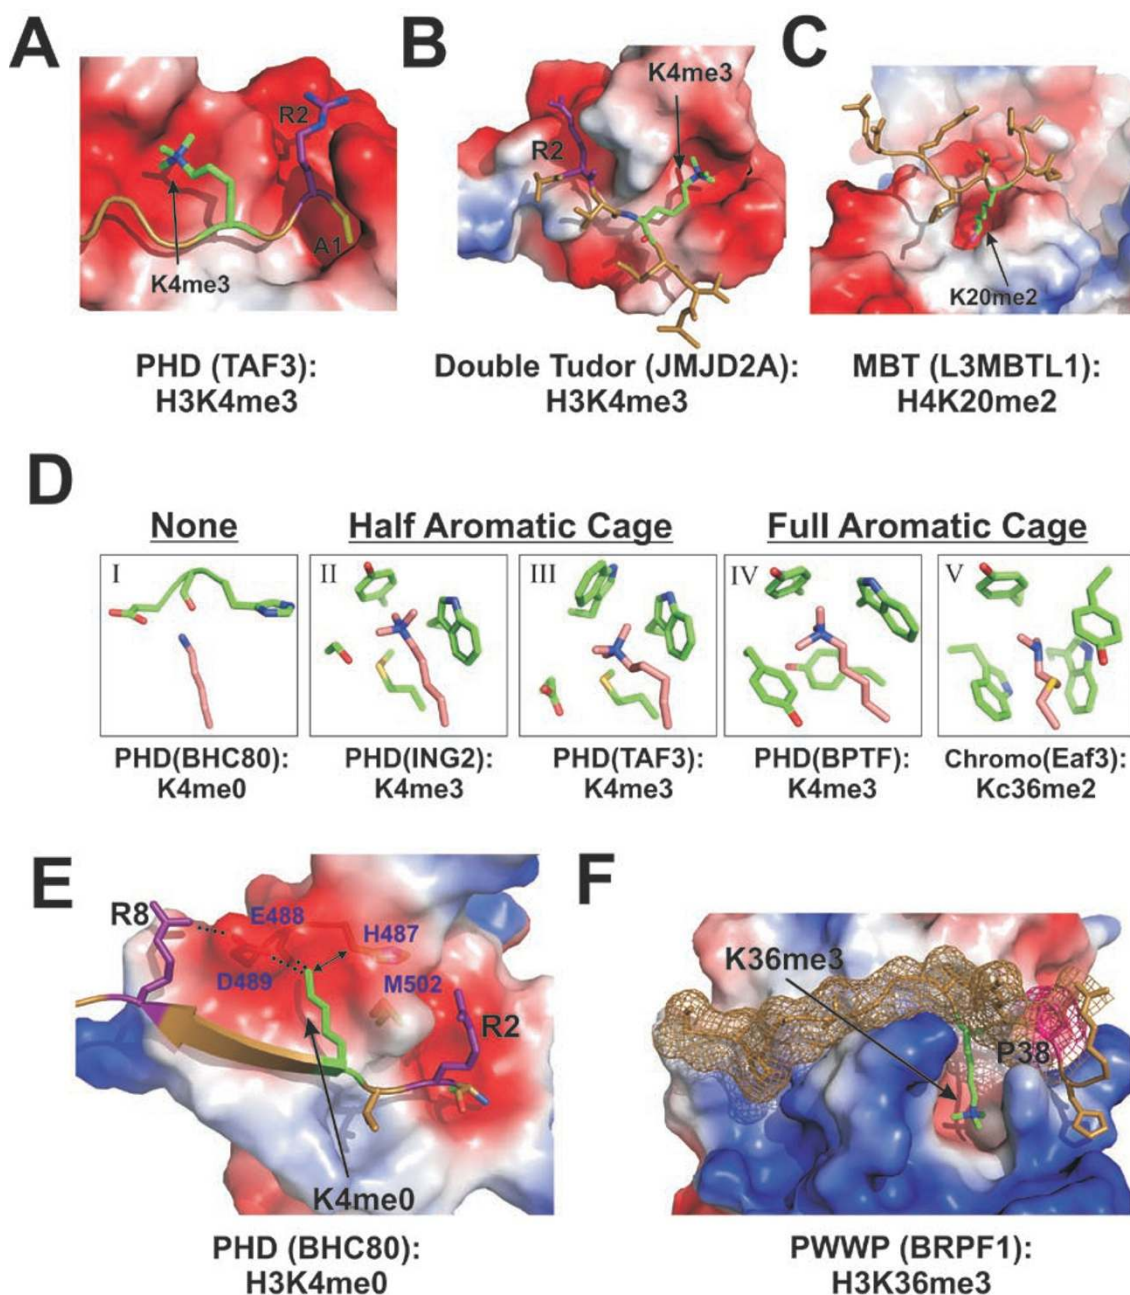 A
R2
A1
K4me3
PHD (TAF3):
H3K4me3
B
K4me3
R2
Double Tudor (JMJD2A):
H3K4me3
C
K20me2
MBT (L3MBTL1):
H4K20me2
D
None
Half Aromatic Cage
Full Aromatic Cage
I
II
III
IV
V
PHD(BHC80):
K4me0
PHD(ING2):
K4me3
PHD(TAF3):
K4me3
PHD(BPTF):
K4me3
Chromo(Eaf3):
Kc36me2
E
R8
E488
H487
D489
M502
R2
K4me0
PHD (BHC80):
H3K4me0
F
K36me3
P38
PWWP (BRPF1):
H3K36me3